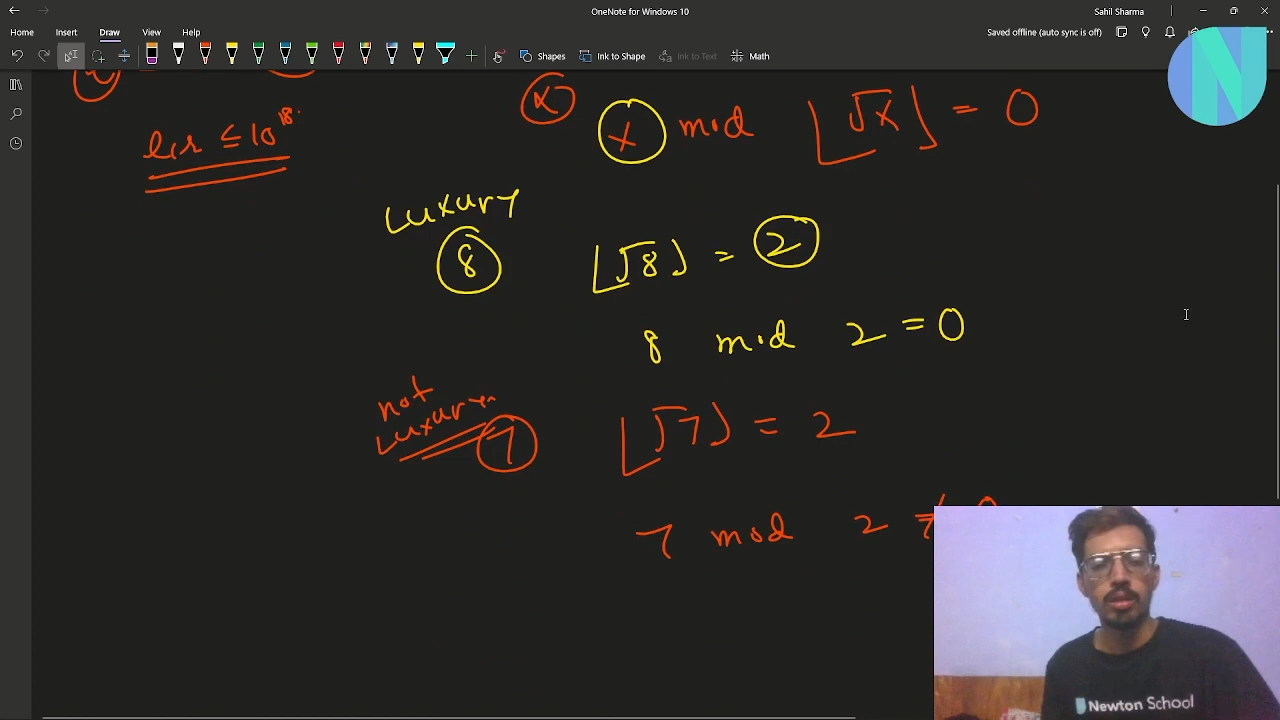 OneNote for Windows 10
Sahil Sharma
Home Insert Draw View Help
Saved offline (auto sync is off)
Shapes Ink to Shape Ink to Text Math
l, r ≤ 10^18
x
x mod ⌊√x⌋ = 0
Luxury
8 ⌊√8⌋ = 2
8 mod 2 = 0
not
Luxury
7 ⌊√7⌋ = 2
7 mod 2 ≠ 0
Newton School